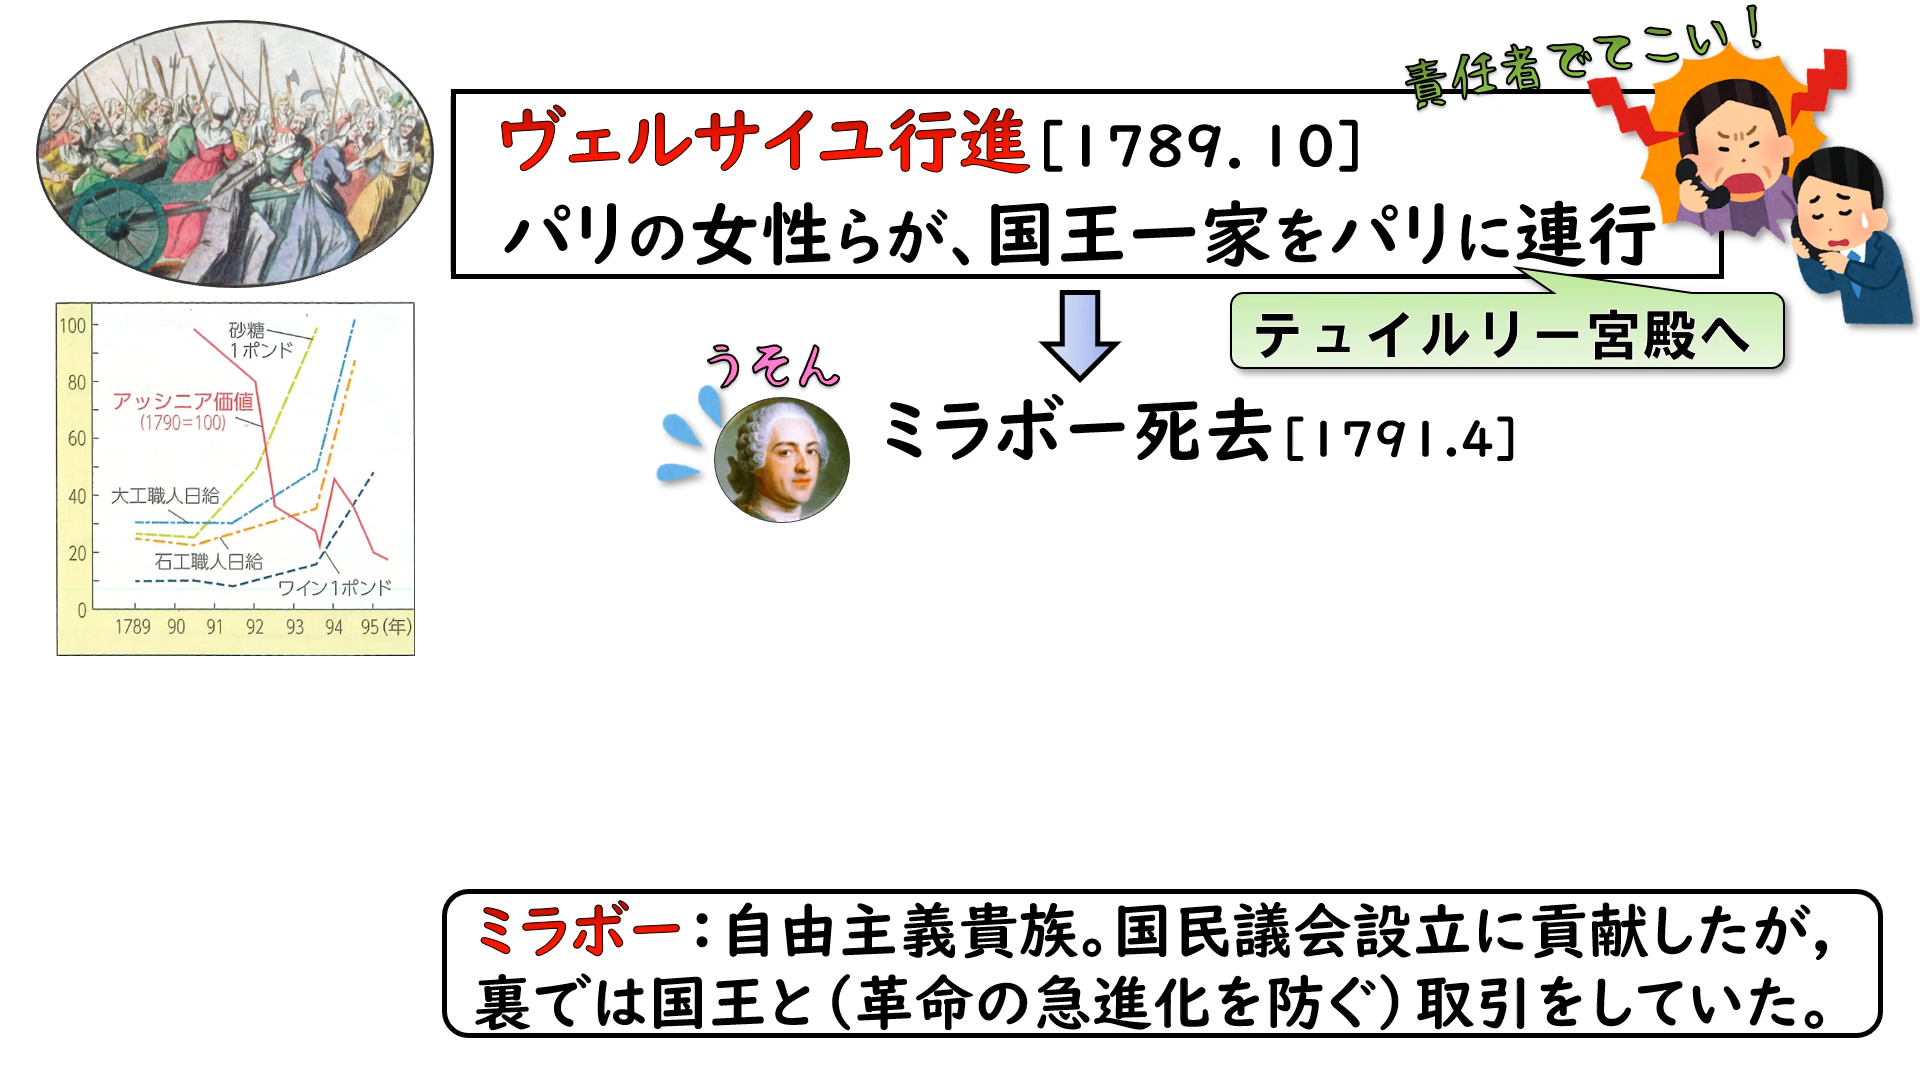 責任者でてこい！
ヴェルサイユ行進[1789.10]
パリの女性らが、国王一家をパリに連行
テュイルリー宮殿へ
うそん
ミラボー死去[1791.4]
100
80
60
40
20
0
砂糖
1ポンド
アッシニア価値
(1790=100)
大工職人日給
石工職人日給
ワイン1ポンド
1789 90 91 92 93 94 95(年)
ミラボー：自由主義貴族。国民議会設立に貢献したが，
裏では国王と（革命の急進化を防ぐ）取引をしていた。